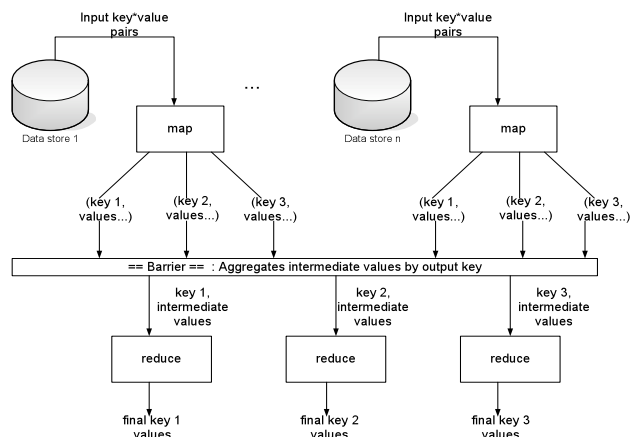 Input key*value
pairs
Input key*value
pairs
...
map
map
Data store 1
Data store n
(key 1,
values...)
(key 2,
values...)
(key 3,
values...)
(key 1,
values...)
(key 2,
values...)
(key 3,
values...)
== Barrier == : Aggregates intermediate values by output key
key 1,
intermediate
values
key 2,
intermediate
values
key 3,
intermediate
values
reduce
reduce
reduce
final key 1
values
final key 2
values
final key 3
values